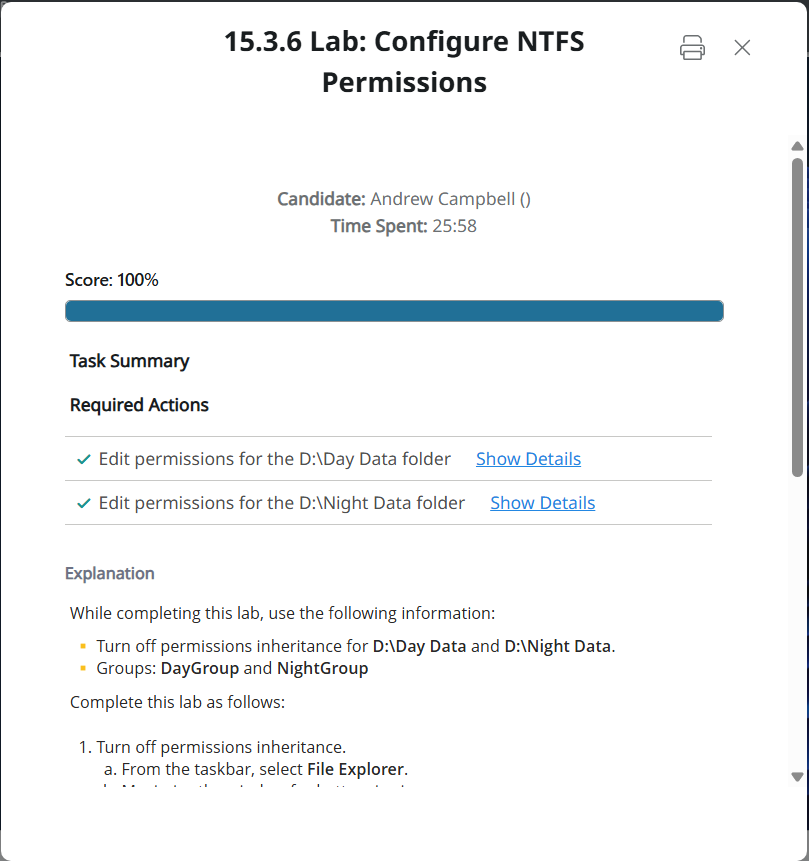 15.3.6 Lab: Configure NTFS
Permissions
Candidate: Andrew Campbell ()
Time Spent: 25:58
Score: 100%
Task Summary
Required Actions
Edit permissions for the D:\Day Data folder Show Details
Edit permissions for the D:\Night Data folder Show Details
Explanation
While completing this lab, use the following information:
Turn off permissions inheritance for D:\Day Data and D:\Night Data.
Groups: DayGroup and NightGroup
Complete this lab as follows:
1. Turn off permissions inheritance.
a. From the taskbar, select File Explorer.